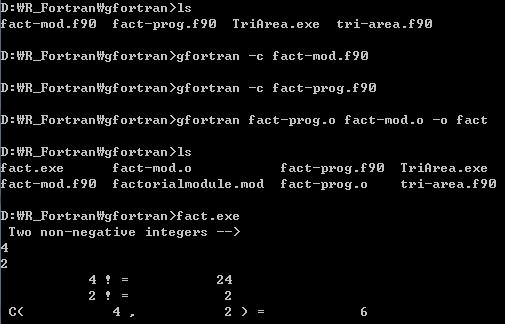 D:₩R_Fortran₩gfortran>ls
fact-mod.f90  fact-prog.f90  TriArea.exe  tri-area.f90
D:₩R_Fortran₩gfortran>gfortran -c fact-mod.f90
D:₩R_Fortran₩gfortran>gfortran -c fact-prog.f90
D:₩R_Fortran₩gfortran>gfortran fact-prog.o fact-mod.o -o fact
D:₩R_Fortran₩gfortran>ls
fact.exe      fact-mod.o           fact-prog.f90  TriArea.exe
fact-mod.f90  factorialmodule.mod  fact-prog.o    tri-area.f90
D:₩R_Fortran₩gfortran>fact.exe
Two non-negative integers -->
4
2
4 ! =           24
2 ! =            2
C(           4 ,           2 ) =            6